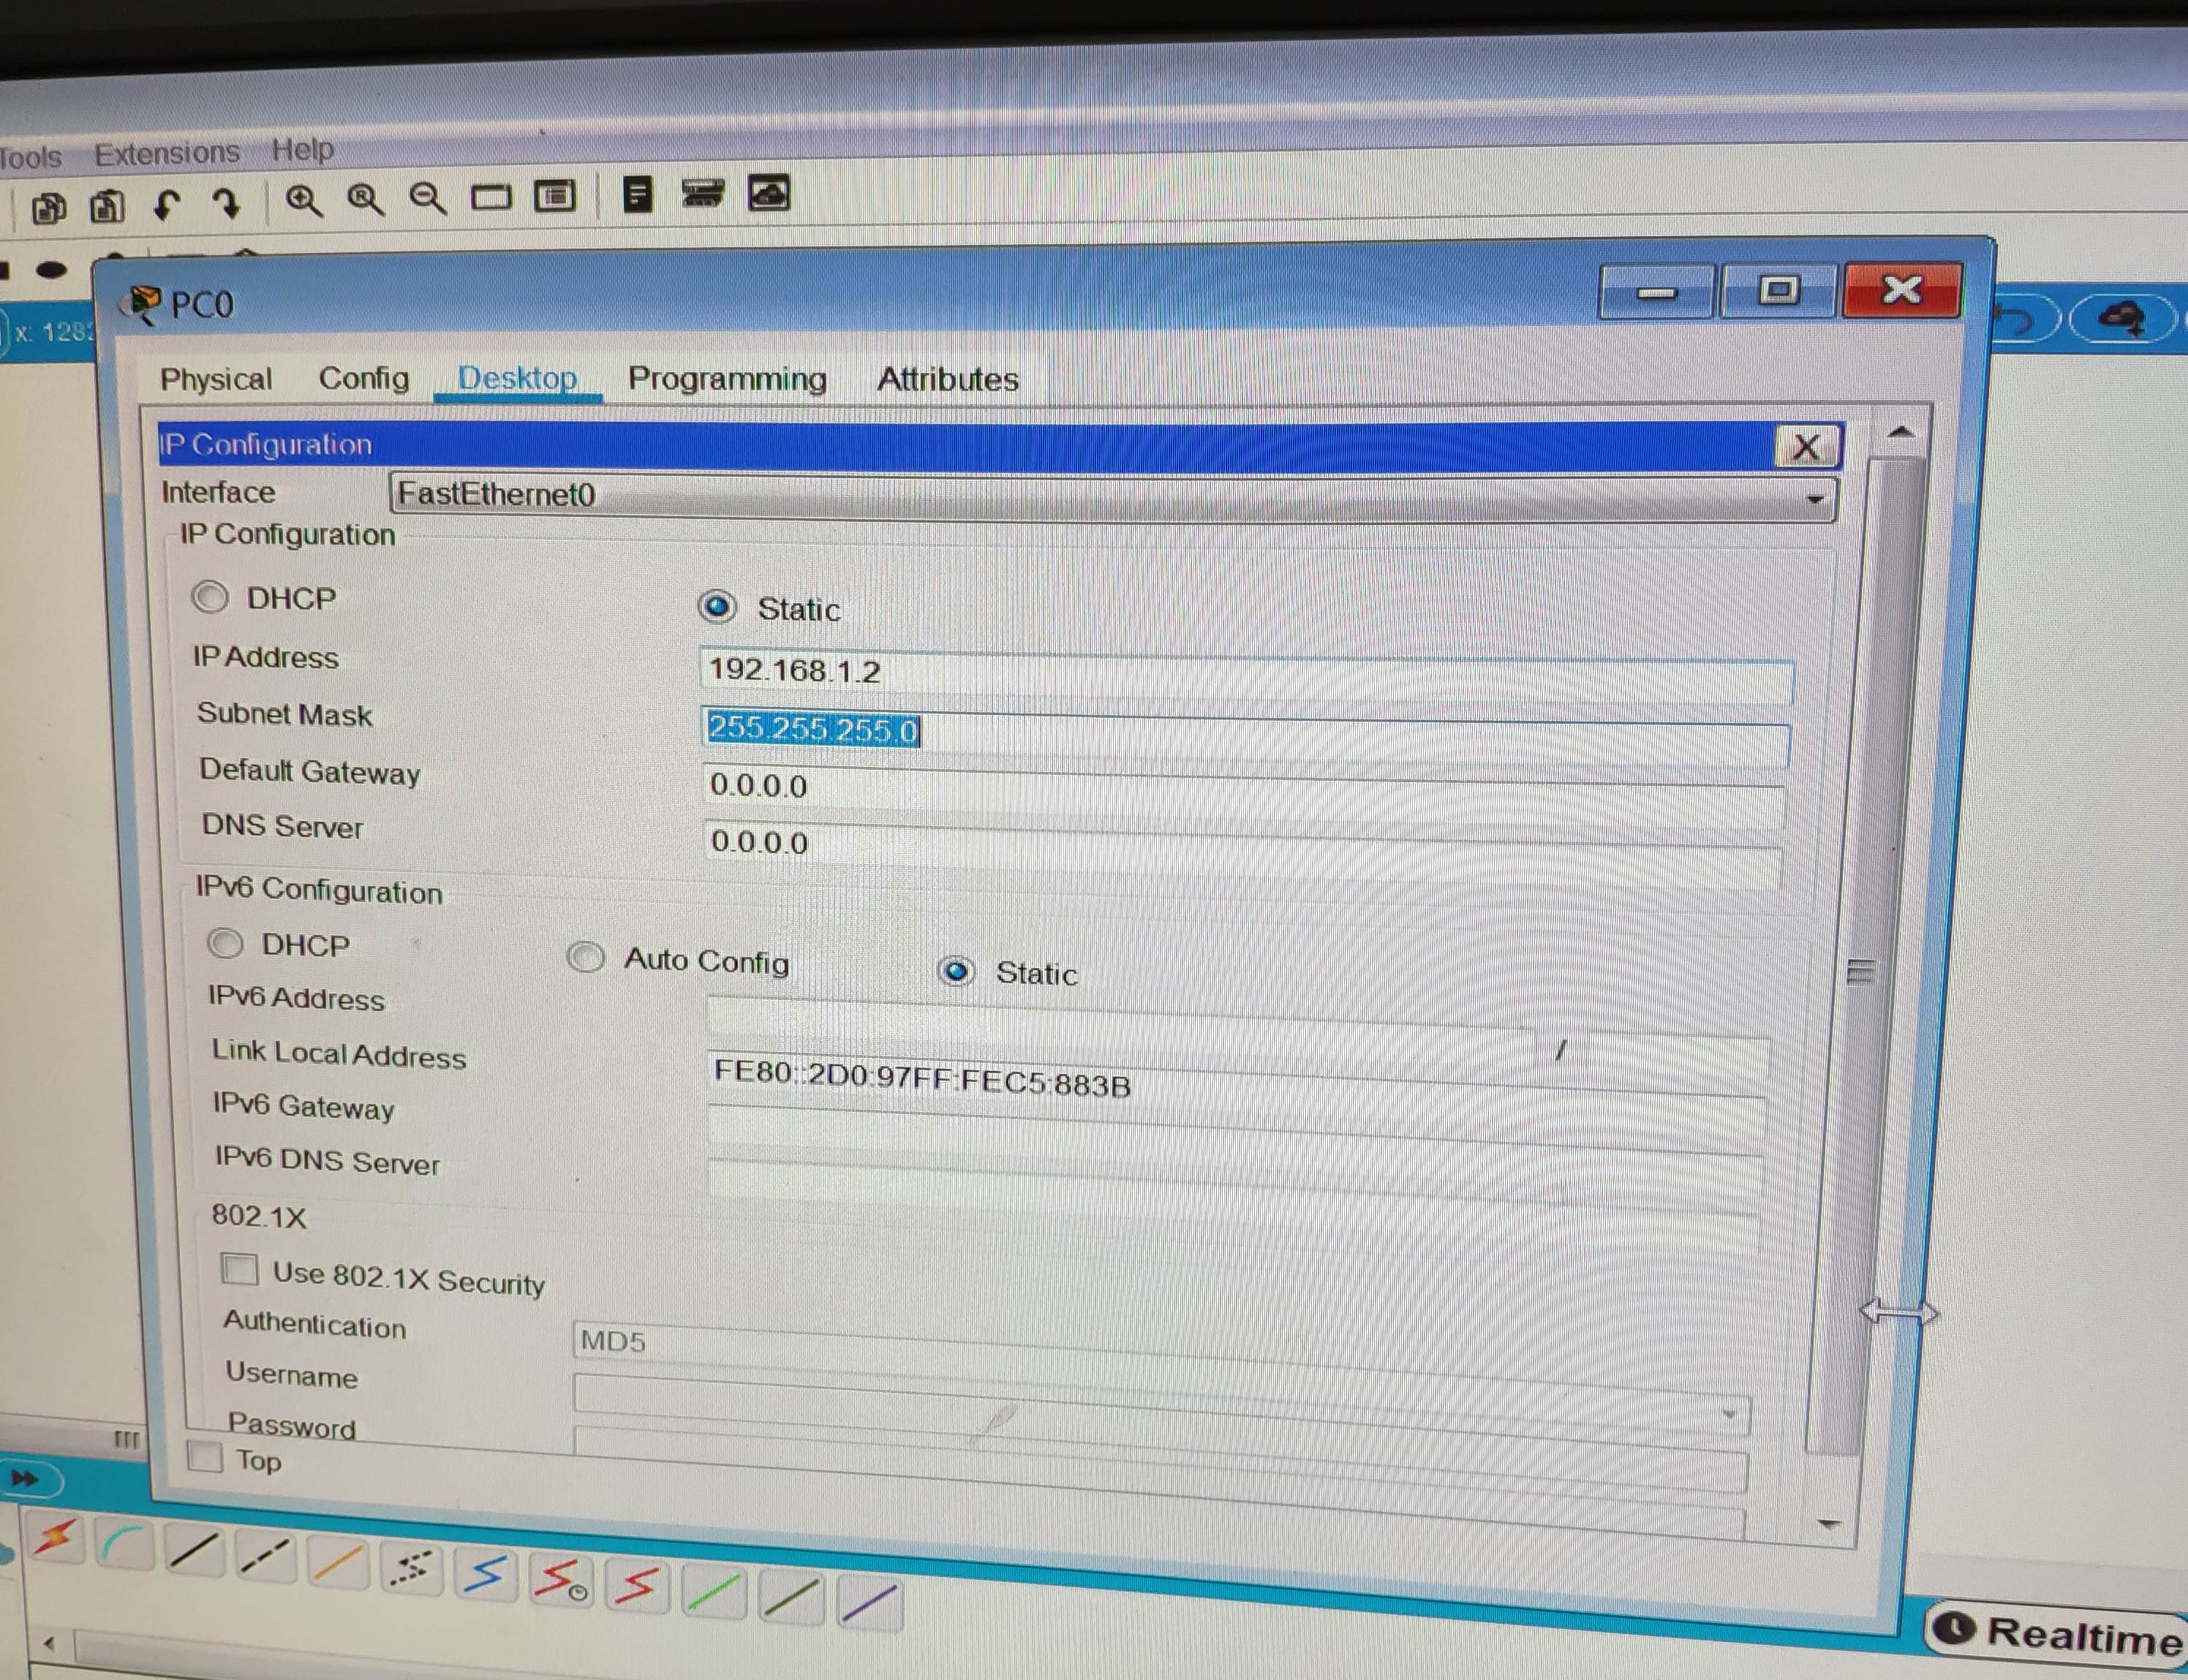 Tools Extensions Help
x: 128
PC0
Physical Config Desktop Programming Attributes
IP Configuration X
Interface FastEthernet0
IP Configuration
DHCP Static
IP Address 192.168.1.2
Subnet Mask 255.255.255.0
Default Gateway 0.0.0.0
DNS Server 0.0.0.0
IPv6 Configuration
DHCP Auto Config Static
IPv6 Address /
Link Local Address FE80::2D0:97FF:FEC5:883B
IPv6 Gateway
IPv6 DNS Server
802.1X
Use 802.1X Security
Authentication MD5
Username
Password
Top
Realtime